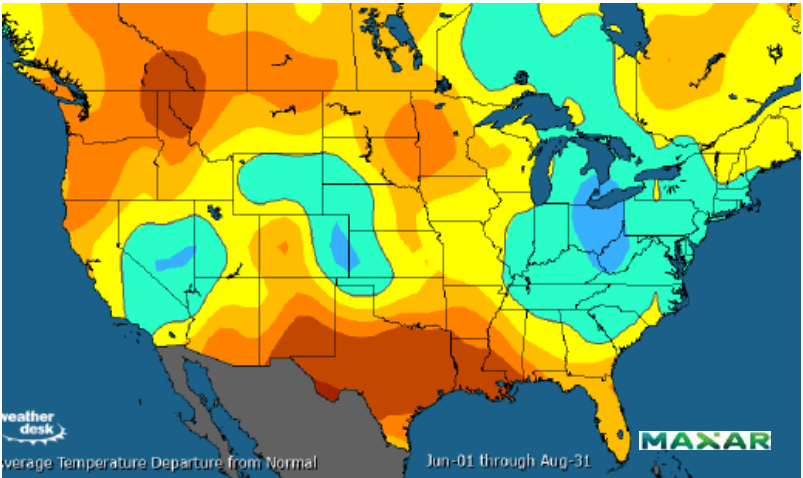 weather
desk
verage Temperature Departure from Normal
Jun-01 through Aug-31
MAXAR